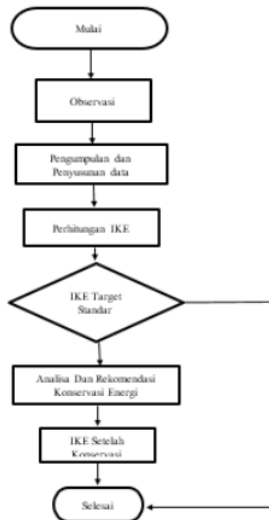 Mulai
Observasi
Pengumpulan dan
Penyusunan data
Perhitungan IKE
IKE Target
Standar
Analisa Dan Rekomendasi
Konservasi Energi
IKE Setelah
Konservasi
Selesai